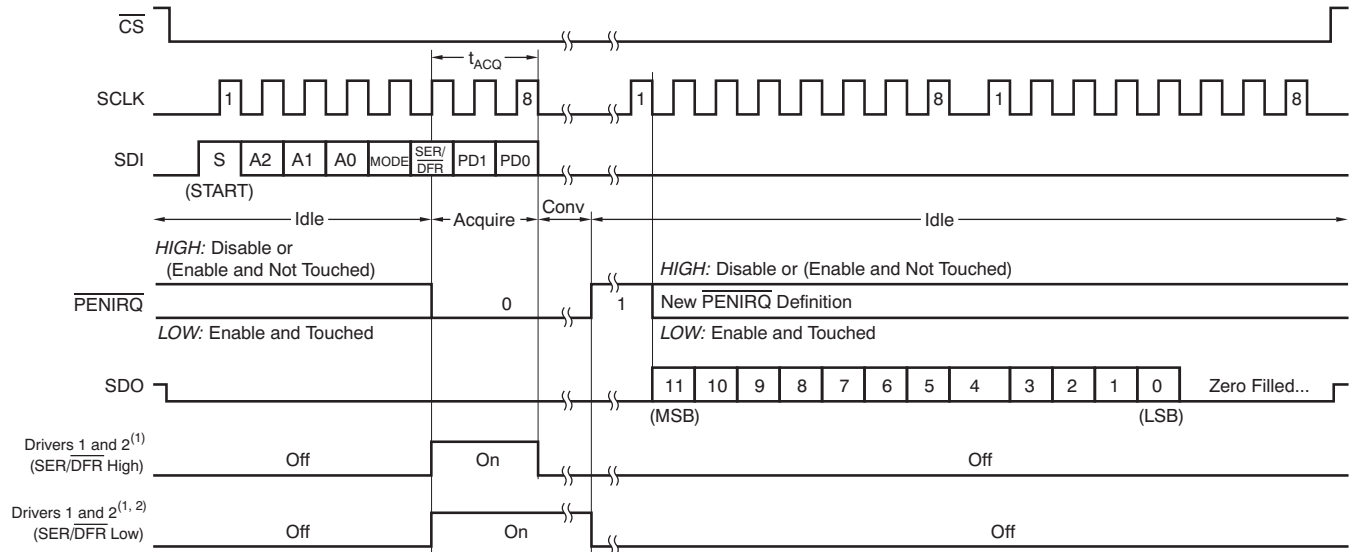 CS
tACQ
SCLK 1 8 1 8 1 8
SDI S A2 A1 A0 MODE SER/DFR PD1 PD0
(START)
Idle Acquire Conv Idle
HIGH: Disable or
(Enable and Not Touched)
HIGH: Disable or (Enable and Not Touched)
PENIRQ 0 1 New PENIRQ Definition
LOW: Enable and Touched
LOW: Enable and Touched
SDO 11 10 9 8 7 6 5 4 3 2 1 0 Zero Filled...
(MSB) (LSB)
Drivers 1 and 2(1)
(SER/DFR High)
Off On Off
Drivers 1 and 2(1, 2)
(SER/DFR Low)
Off On Off